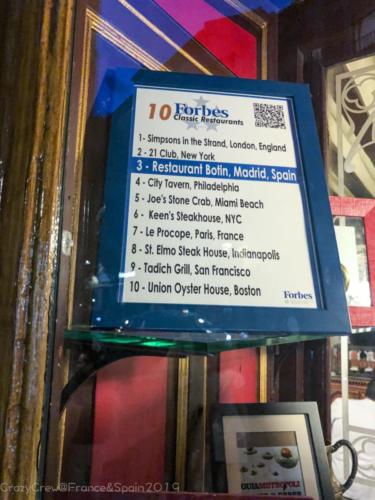 10 Forbes
Classic Restaurants
1- Simpsons in the Strand, London, England
2 - 21 Club, New York
3 - Restaurant Botin, Madrid, Spain
4 - City Tavern, Philadelphia
5 - Joe's Stone Crab, Miami Beach
6 - Keen's Steakhouse, NYC
7 - Le Procope, Paris, France
8 - St. Elmo Steak House, Indianapolis
9 - Tadich Grill, San Francisco
10 - Union Oyster House, Boston
Forbes
GUIAMETROPOLI
CrazyCrew@France&Spain2019